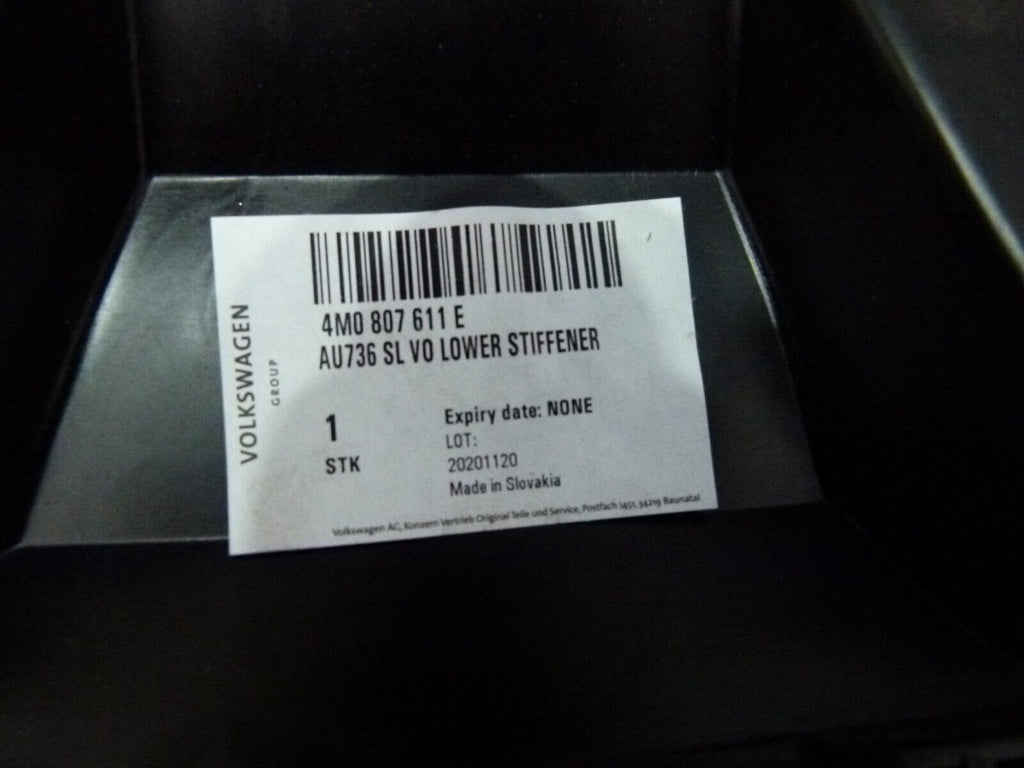 VOLKSWAGEN
GROUP
4M0 807 611 E
AU736 SL VO LOWER STIFFENER
1
STK
Expiry date: NONE
LOT:
20201120
Made in Slovakia
Volkswagen AG, Konzern Vertrieb Original Teile und Service, Postfach 1451, 34219 Baunatal